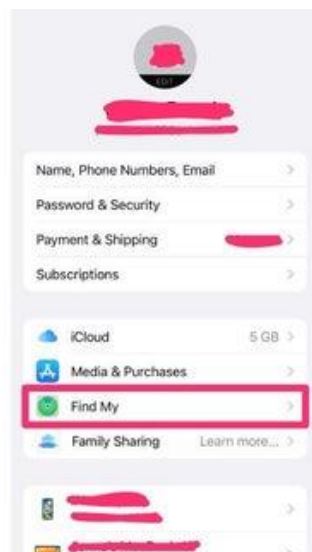 EDIT
Name, Phone Numbers, Email
Password & Security
Payment & Shipping
Subscriptions
iCloud 5 GB
Media & Purchases
Find My
Family Sharing Learn more...